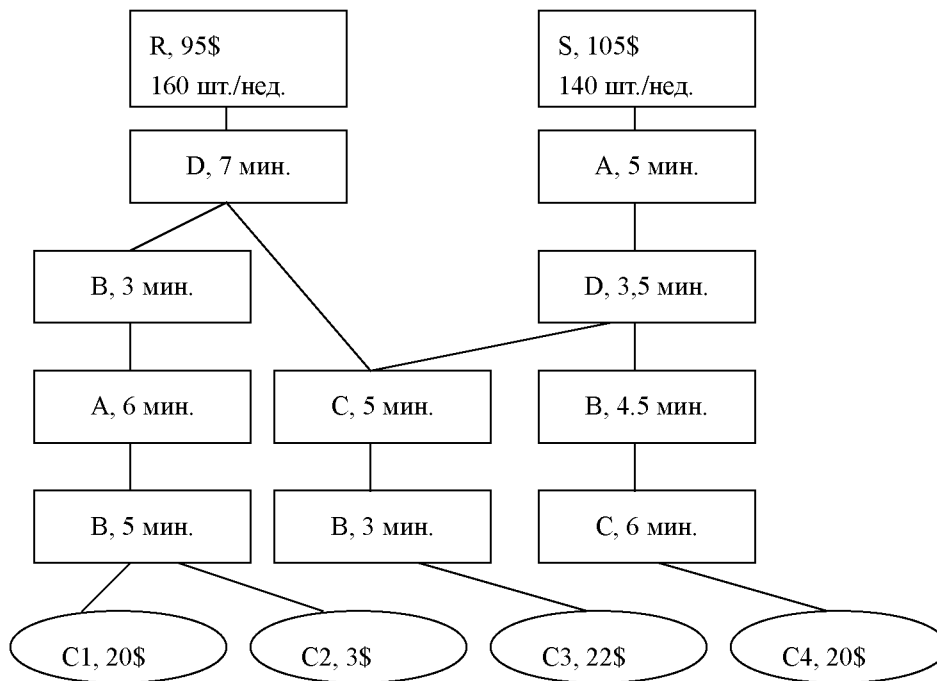 R, 95$
160 шт./нед.
S, 105$
140 шт./нед.
D, 7 мин.
A, 5 мин.
B, 3 мин.
D, 3,5 мин.
A, 6 мин.
C, 5 мин.
B, 4.5 мин.
B, 5 мин.
B, 3 мин.
C, 6 мин.
C1, 20$
C2, 3$
C3, 22$
C4, 20$